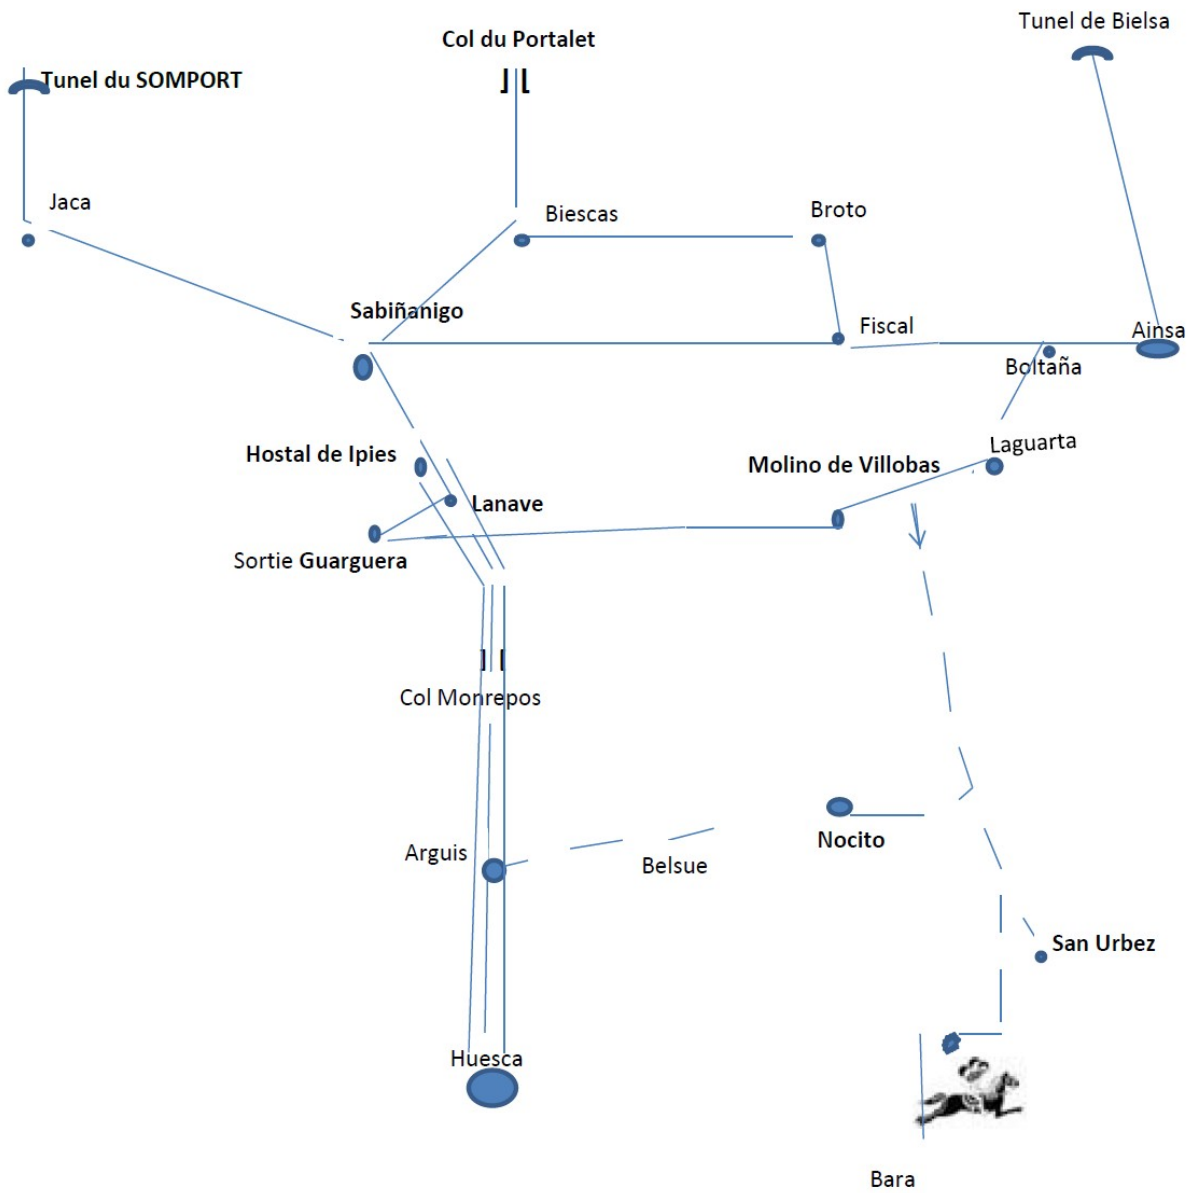 Tunel de Bielsa
Col du Portalet
Tunel du SOMPORT
Jaca
Biescas
Broto
Sabiñanigo
Fiscal
Ainsa
Boltaña
Hostal de Ipies
Molino de Villobas
Laguarta
Lanave
Sortie Guarguera
Col Monrepos
Nocito
Arguis
Belsue
San Urbez
Huesca
Bara